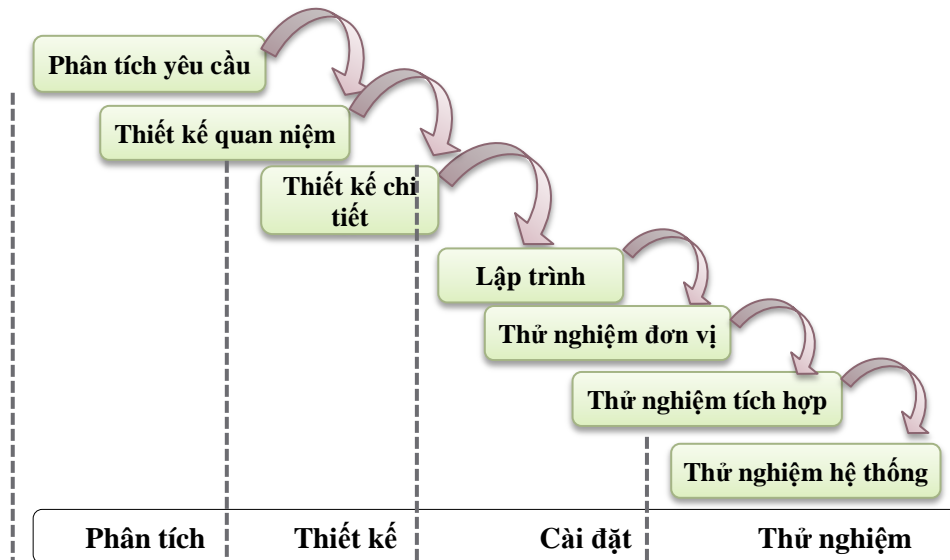 Phân tích yêu cầu
Thiết kế quan niệm
Thiết kế chi
tiết
Lập trình
Thử nghiệm đơn vị
Thử nghiệm tích hợp
Thử nghiệm hệ thống
Phân tích Thiết kế Cài đặt Thử nghiệm